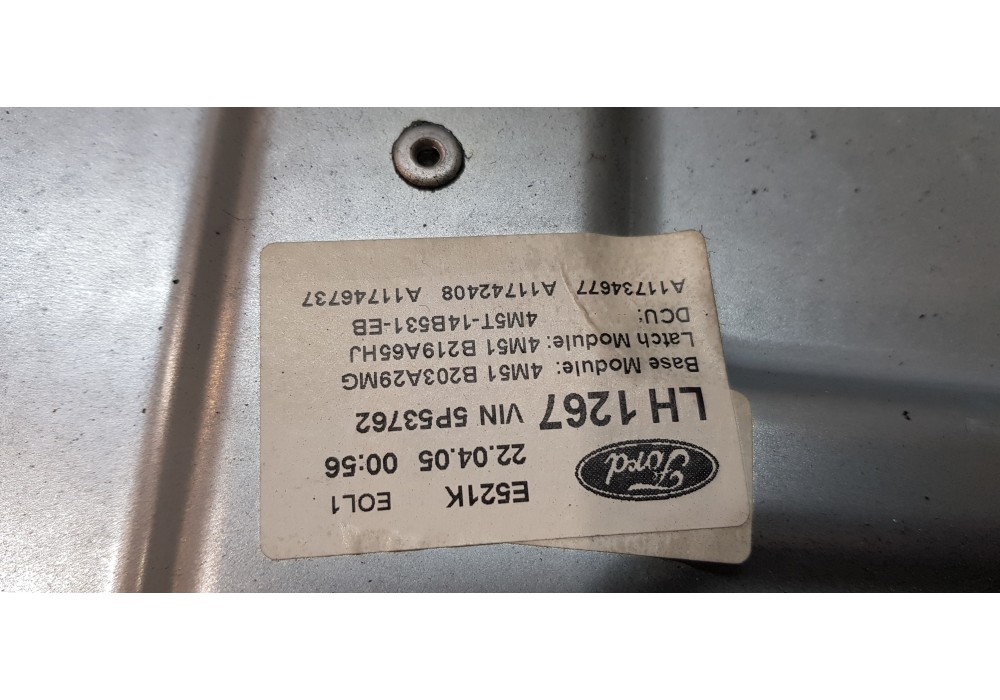 E521K EOL1
Ford 22.04.05 00:56
LH 1267 VIN 5P53762
Base Module: 4M51 B203A29MG
Latch Module: 4M51 B219A65HJ
DCU: 4M5T-14B531-EB
A11734677 A11742408 A11746737